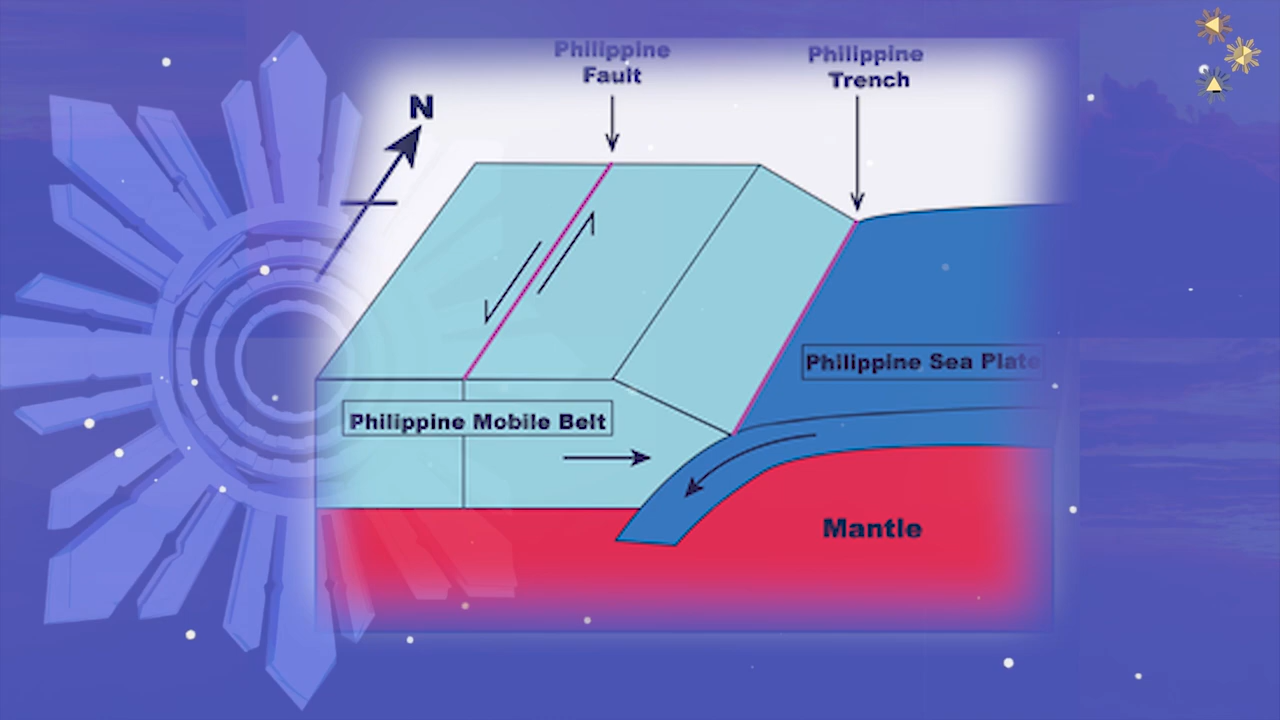 Philippine
Fault
Philippine
Trench
N
Philippine Sea Plate
Philippine Mobile Belt
Mantle